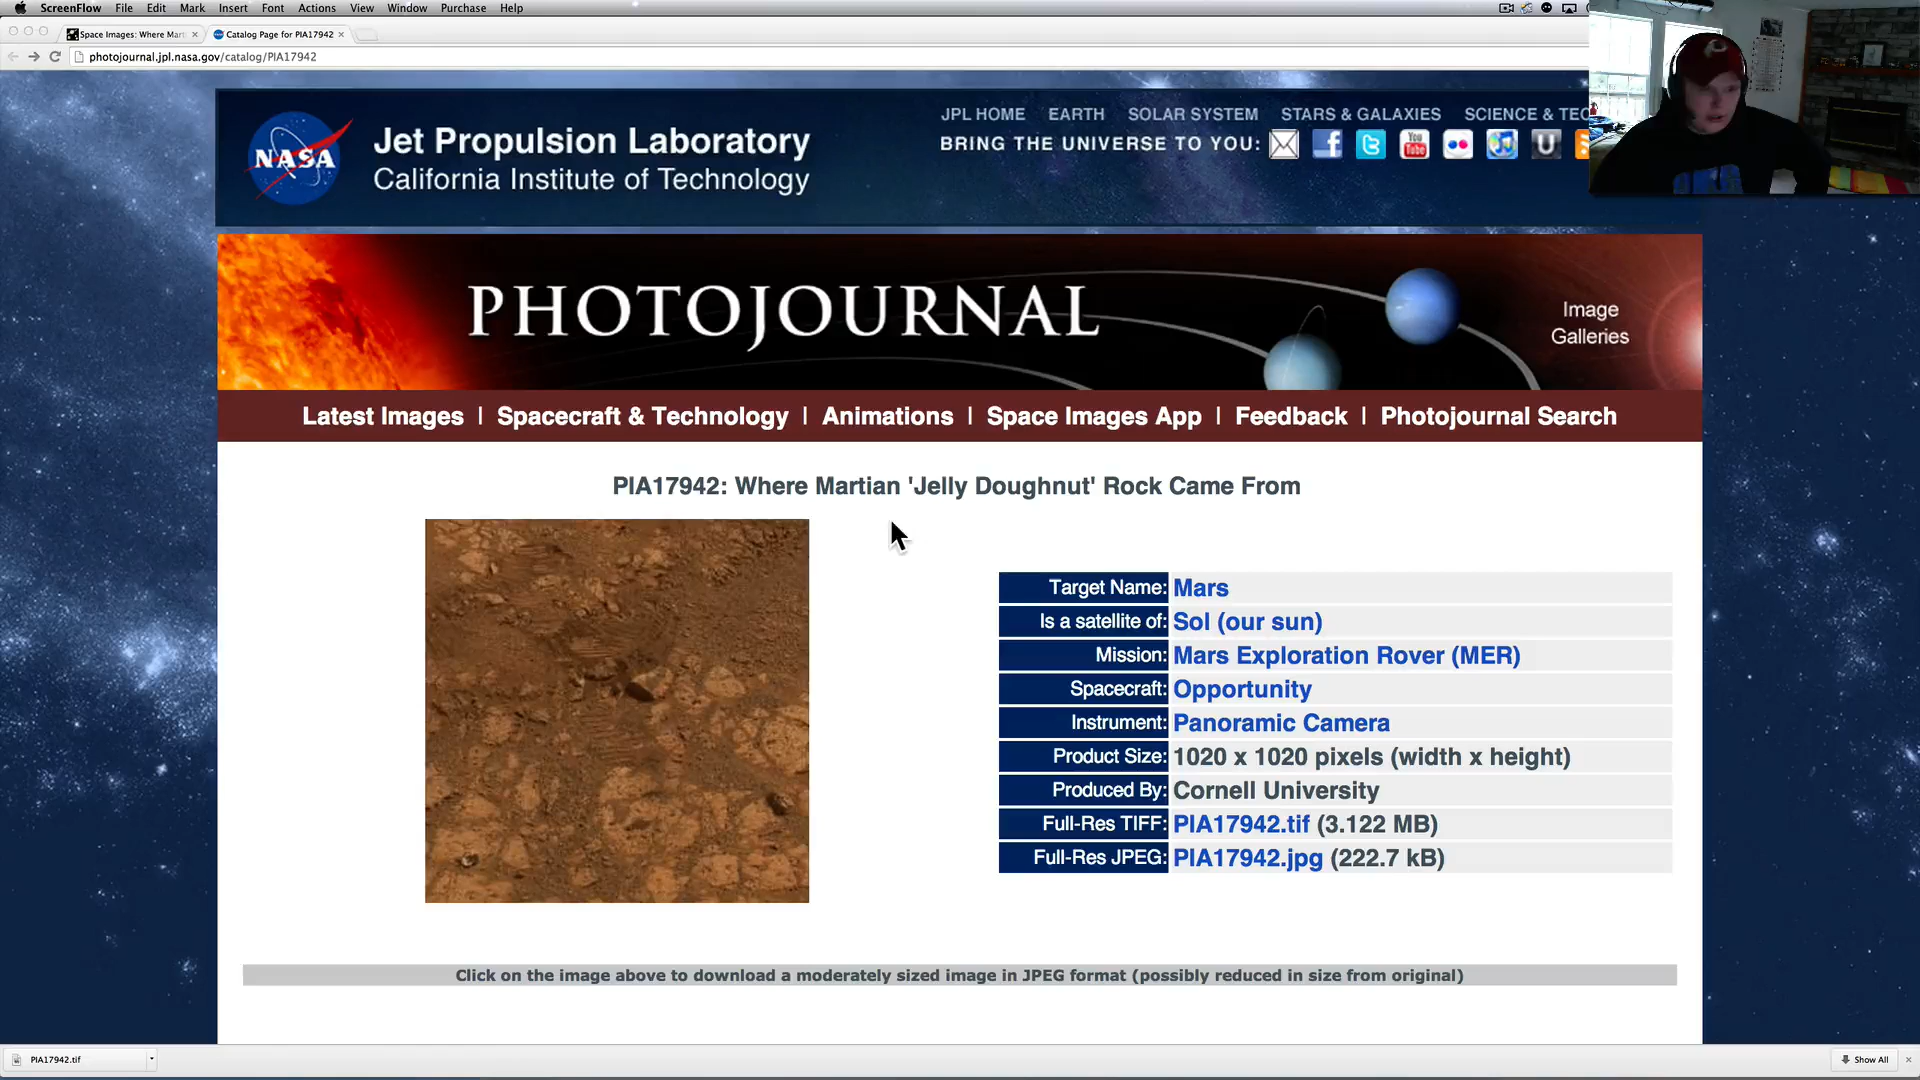 ScreenFlow File Edit Mark Insert Font Actions View Window Purchase Help
Space Images: Where Mart
Catalog Page for PIA17942
photojournal.jpl.nasa.gov/catalog/PIA17942
NASA
Jet Propulsion Laboratory
California Institute of Technology
JPL HOME EARTH SOLAR SYSTEM STARS & GALAXIES SCIENCE & TEC
BRING THE UNIVERSE TO YOU:
You Tube
U
PHOTOJOURNAL
Image
Galleries
Latest Images | Spacecraft & Technology | Animations | Space Images App | Feedback | Photojournal Search
PIA17942: Where Martian 'Jelly Doughnut' Rock Came From
Target Name: Mars
Is a satellite of: Sol (our sun)
Mission: Mars Exploration Rover (MER)
Spacecraft: Opportunity
Instrument: Panoramic Camera
Product Size: 1020 x 1020 pixels (width x height)
Produced By: Cornell University
Full-Res TIFF: PIA17942.tif (3.122 MB)
Full-Res JPEG: PIA17942.jpg (222.7 kB)
Click on the image above to download a moderately sized image in JPEG format (possibly reduced in size from original)
PIA17942.tif
Show All